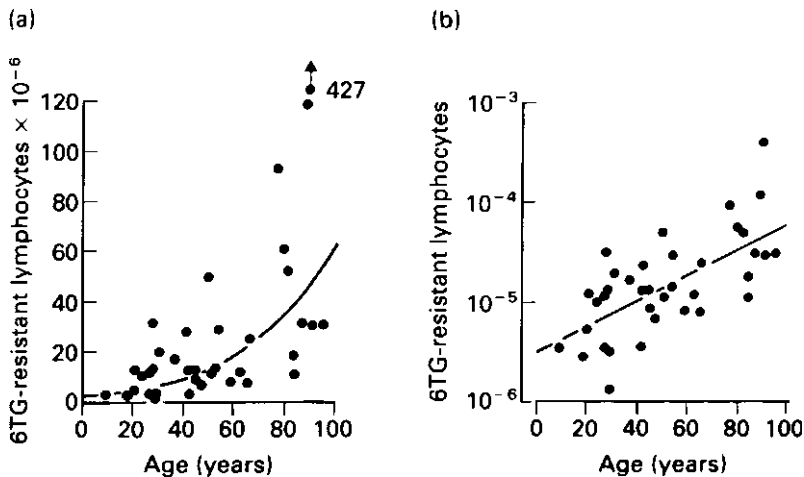 (a)
6TG-resistant lymphocytes × 10⁻⁶
120
100
80
60
40
20
0
427
0 20 40 60 80 100
Age (years)
(b)
6TG-resistant lymphocytes
10⁻³
10⁻⁴
10⁻⁵
10⁻⁶
0 20 40 60 80 100
Age (years)